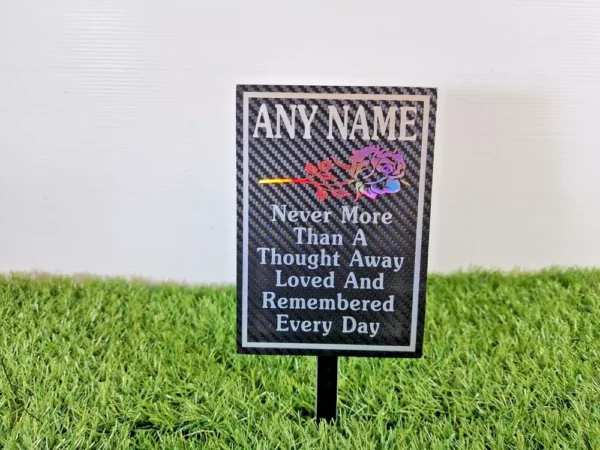 ANY NAME
Never More
Than A
Thought Away
Loved And
Remembered
Every Day